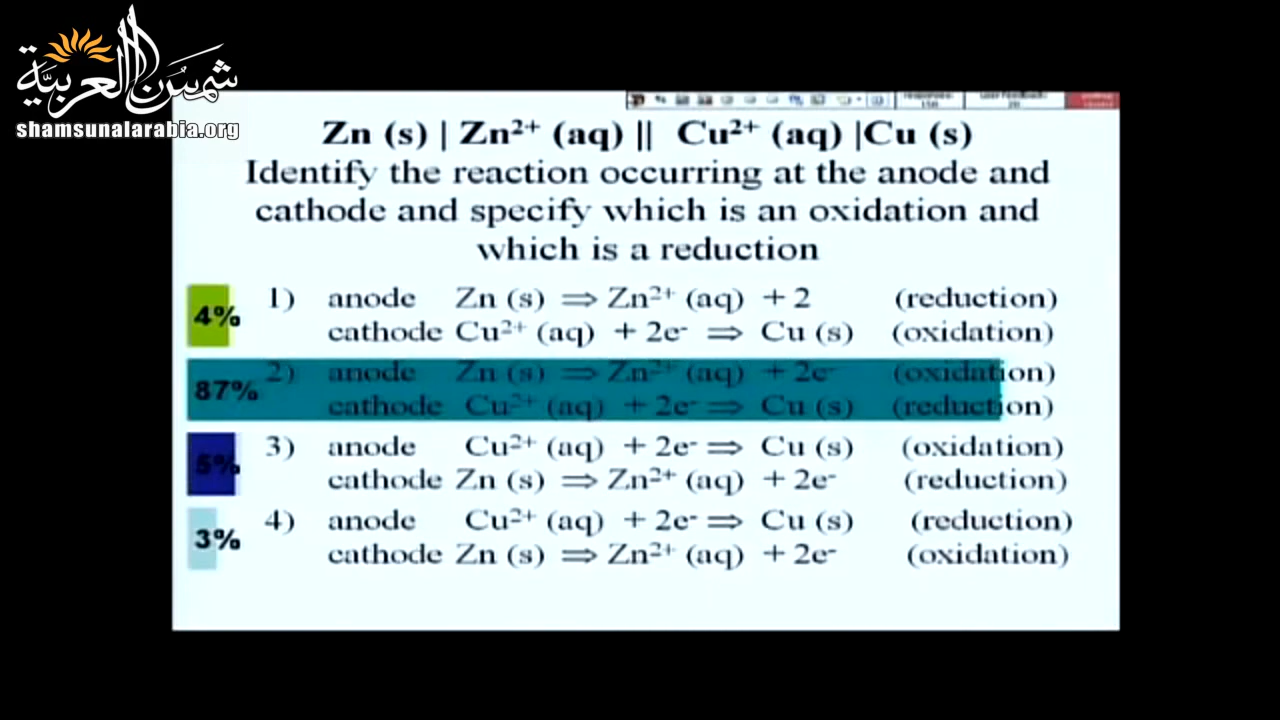 شمس العربية
shamsunalarabia.org
Zn (s) | Zn²⁺ (aq) || Cu²⁺ (aq) |Cu (s)
Identify the reaction occurring at the anode and
cathode and specify which is an oxidation and
which is a reduction
4% 1) anode Zn (s) ⇒ Zn²⁺ (aq) + 2 (reduction)
cathode Cu²⁺ (aq) + 2e⁻ ⇒ Cu (s) (oxidation)
87% 2) anode Zn (s) ⇒ Zn²⁺ (aq) + 2e⁻ (oxidation)
cathode Cu²⁺ (aq) + 2e⁻ ⇒ Cu (s) (reduction)
5% 3) anode Cu²⁺ (aq) + 2e⁻ ⇒ Cu (s) (oxidation)
cathode Zn (s) ⇒ Zn²⁺ (aq) + 2e⁻ (reduction)
3% 4) anode Cu²⁺ (aq) + 2e⁻ ⇒ Cu (s) (reduction)
cathode Zn (s) ⇒ Zn²⁺ (aq) + 2e⁻ (oxidation)